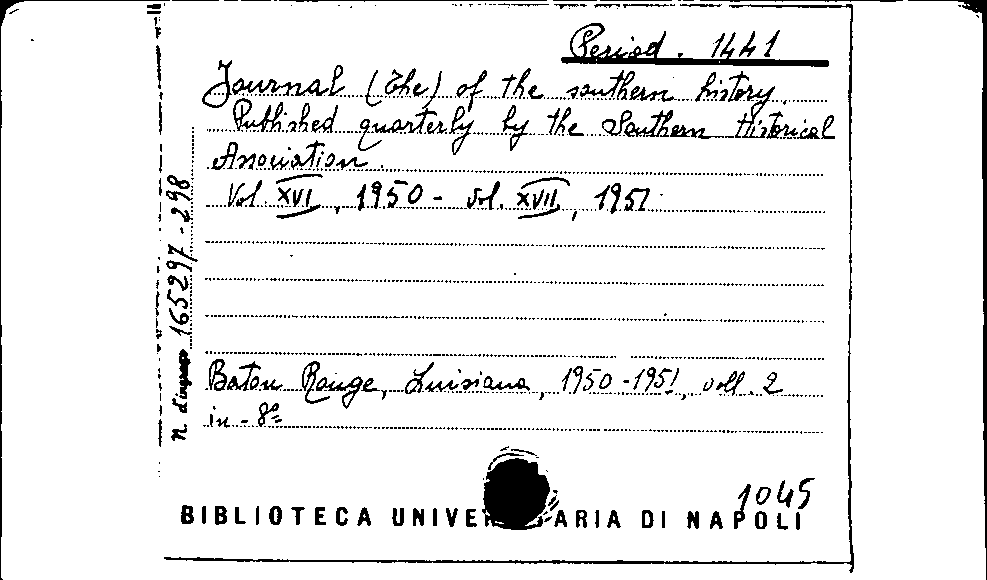 Period. 1441
Journal (The) of the southern history.
Published quarterly by the Southern Historical
Association.
Vol. XVI, 1950 - vol. XVII, 1951
n. d'ingresso 165297-298
Baton Rouge, Luisiana, 1950-1951, voll. 2
in-8º
1045
BIBLIOTECA UNIVE ARIA DI NAPOLI